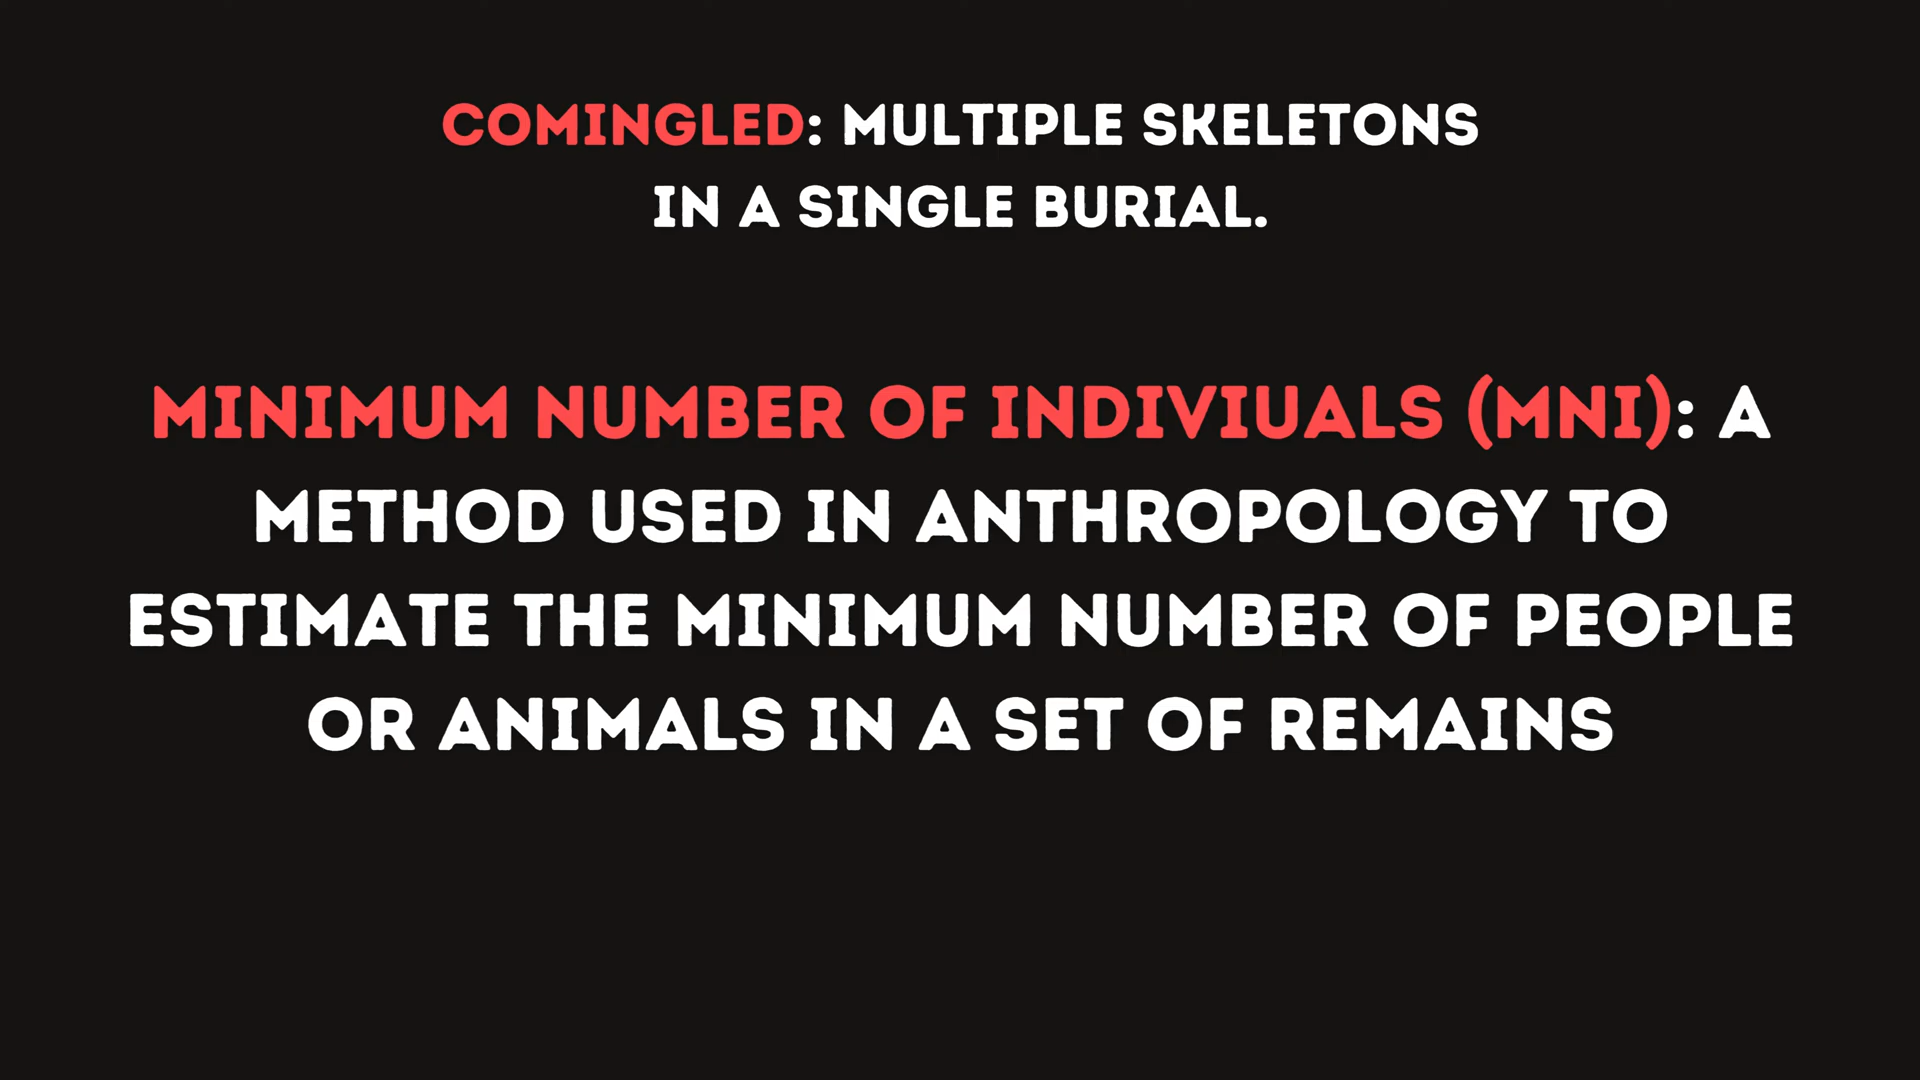 COMINGLED: MULTIPLE SKELETONS
IN A SINGLE BURIAL.
MINIMUM NUMBER OF INDIVIUALS (MNI): A
METHOD USED IN ANTHROPOLOGY TO
ESTIMATE THE MINIMUM NUMBER OF PEOPLE
OR ANIMALS IN A SET OF REMAINS